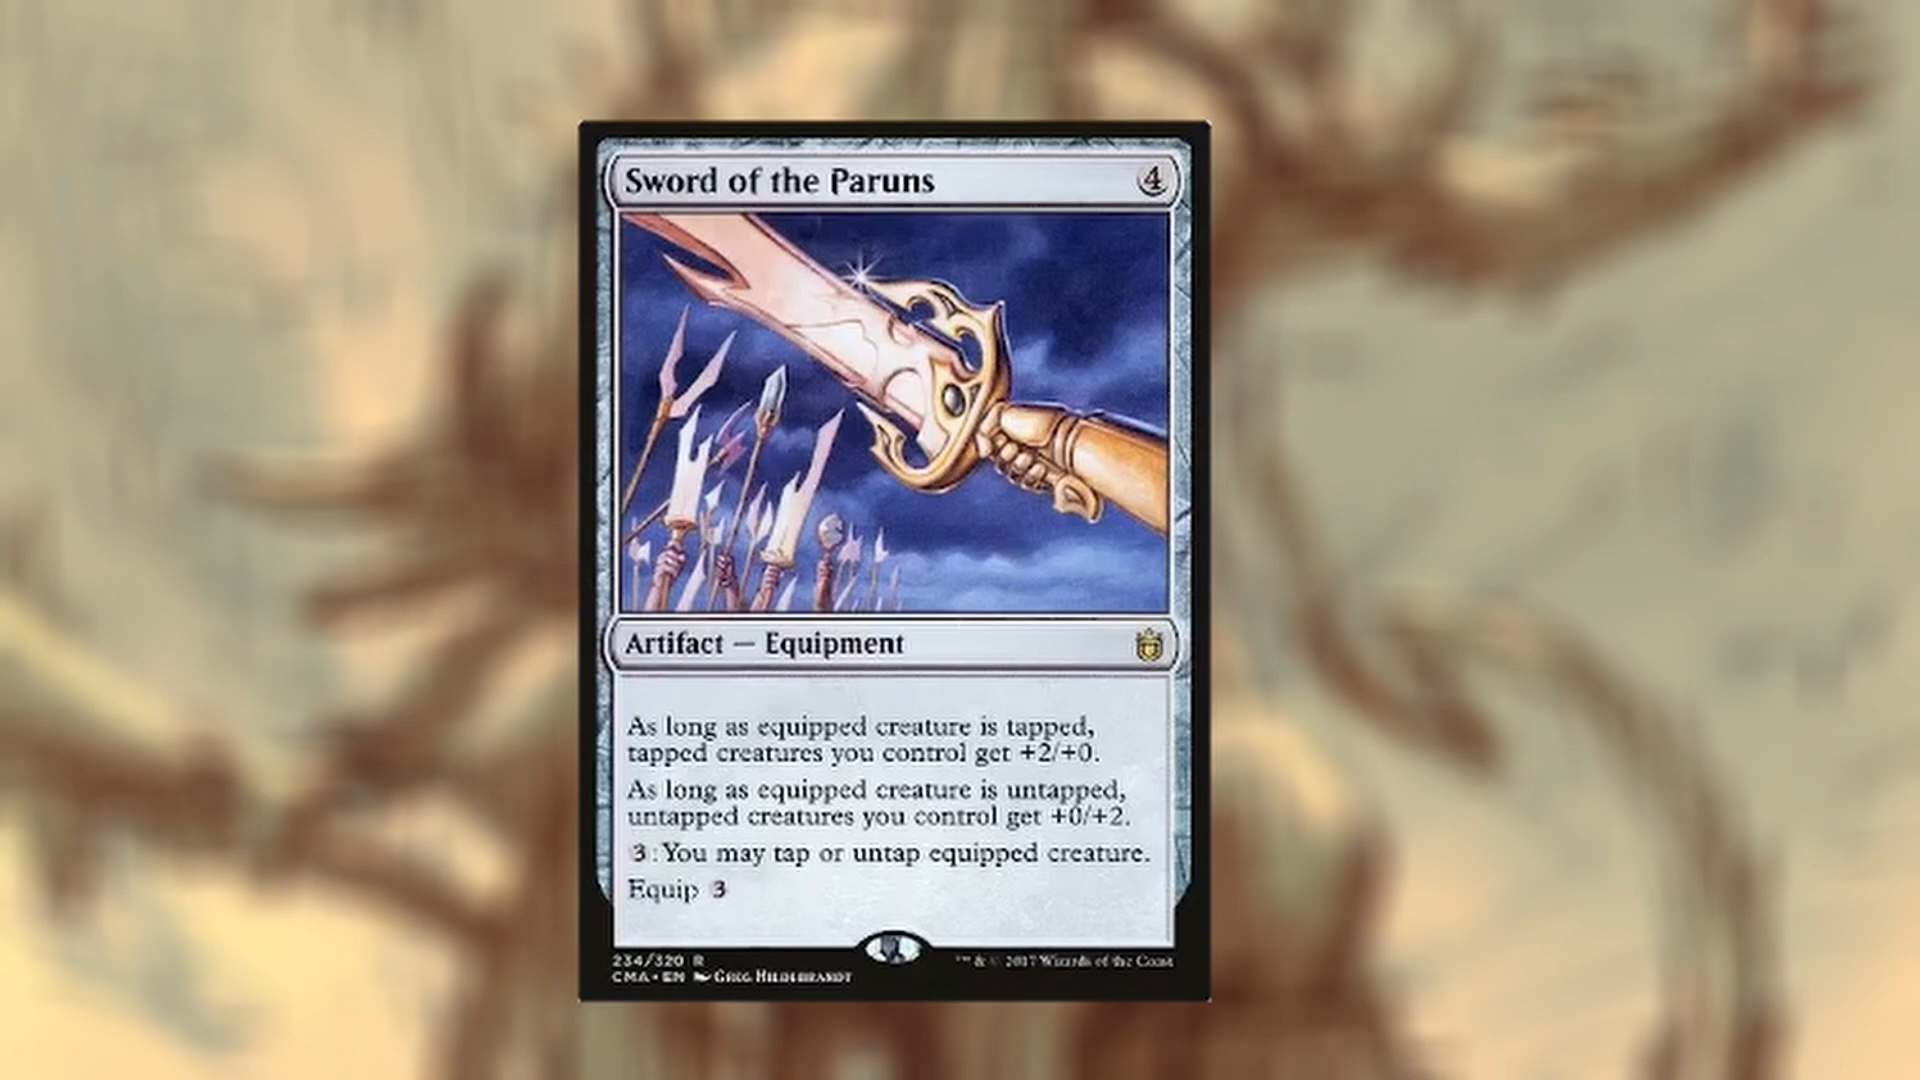 Sword of the Paruns 4
Artifact — Equipment
As long as equipped creature is tapped,
tapped creatures you control get +2/+0.
As long as equipped creature is untapped,
untapped creatures you control get +0/+2.
3: You may tap or untap equipped creature.
Equip 3
234/320 R
CMA • EN Greg Hildebrandt
™ & © 2017 Wizards of the Coast